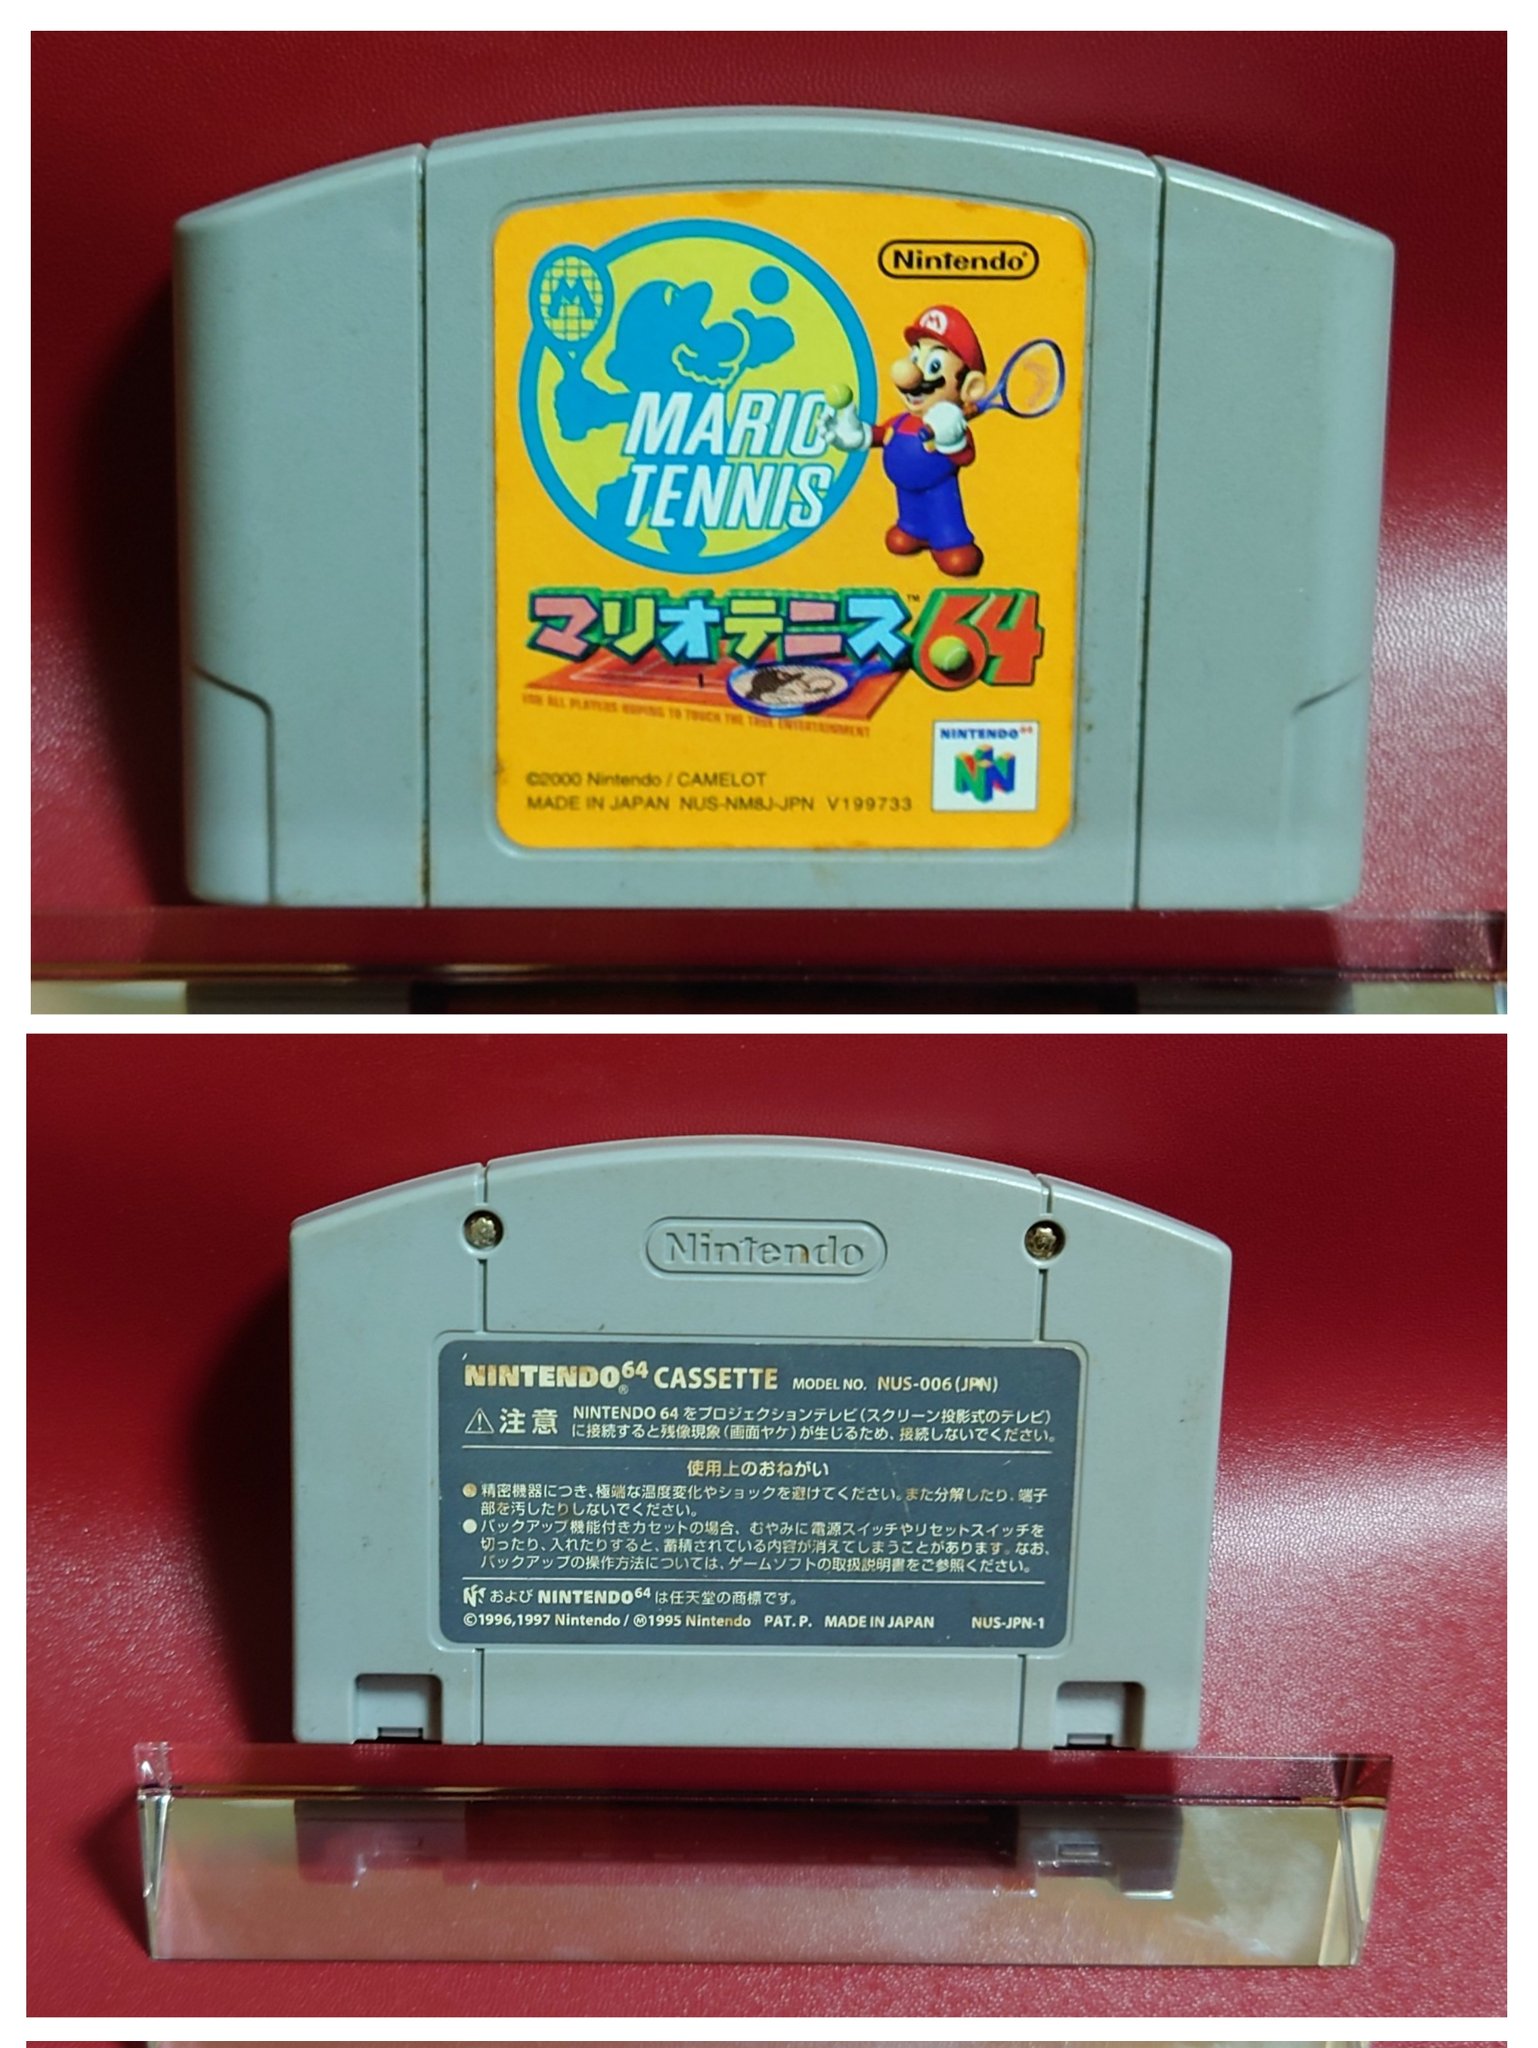 Nintendo
M
M
MARIO
TENNIS
マリオテニス™64
FOR ALL PLAYERS HOPING TO TOUCH THE TRUE ENTERTAINMENT
NINTENDO64
©2000 Nintendo / CAMELOT
MADE IN JAPAN NUS-NM8J-JPN V199733
Nintendo
NINTENDO64® CASSETTE MODEL NO. NUS-006(JPN)
⚠注意 NINTENDO 64 をプロジェクションテレビ(スクリーン投影式のテレビ)
に接続すると残像現象(画面ヤケ)が生じるため、接続しないでください。
使用上のおねがい
●精密機器につき、極端な温度変化やショックを避けてください。また分解したり、端子
部を汚したりしないでください。
●バックアップ機能付きカセットの場合、むやみに電源スイッチやリセットスイッチを
切ったり、入れたりすると、蓄積されている内容が消えてしまうことがあります。なお、
バックアップの操作方法については、ゲームソフトの取扱説明書をご参照ください。
および NINTENDO64 は任天堂の商標です。
©1996,1997 Nintendo / Ⓜ1995 Nintendo PAT. P. MADE IN JAPAN NUS-JPN-1